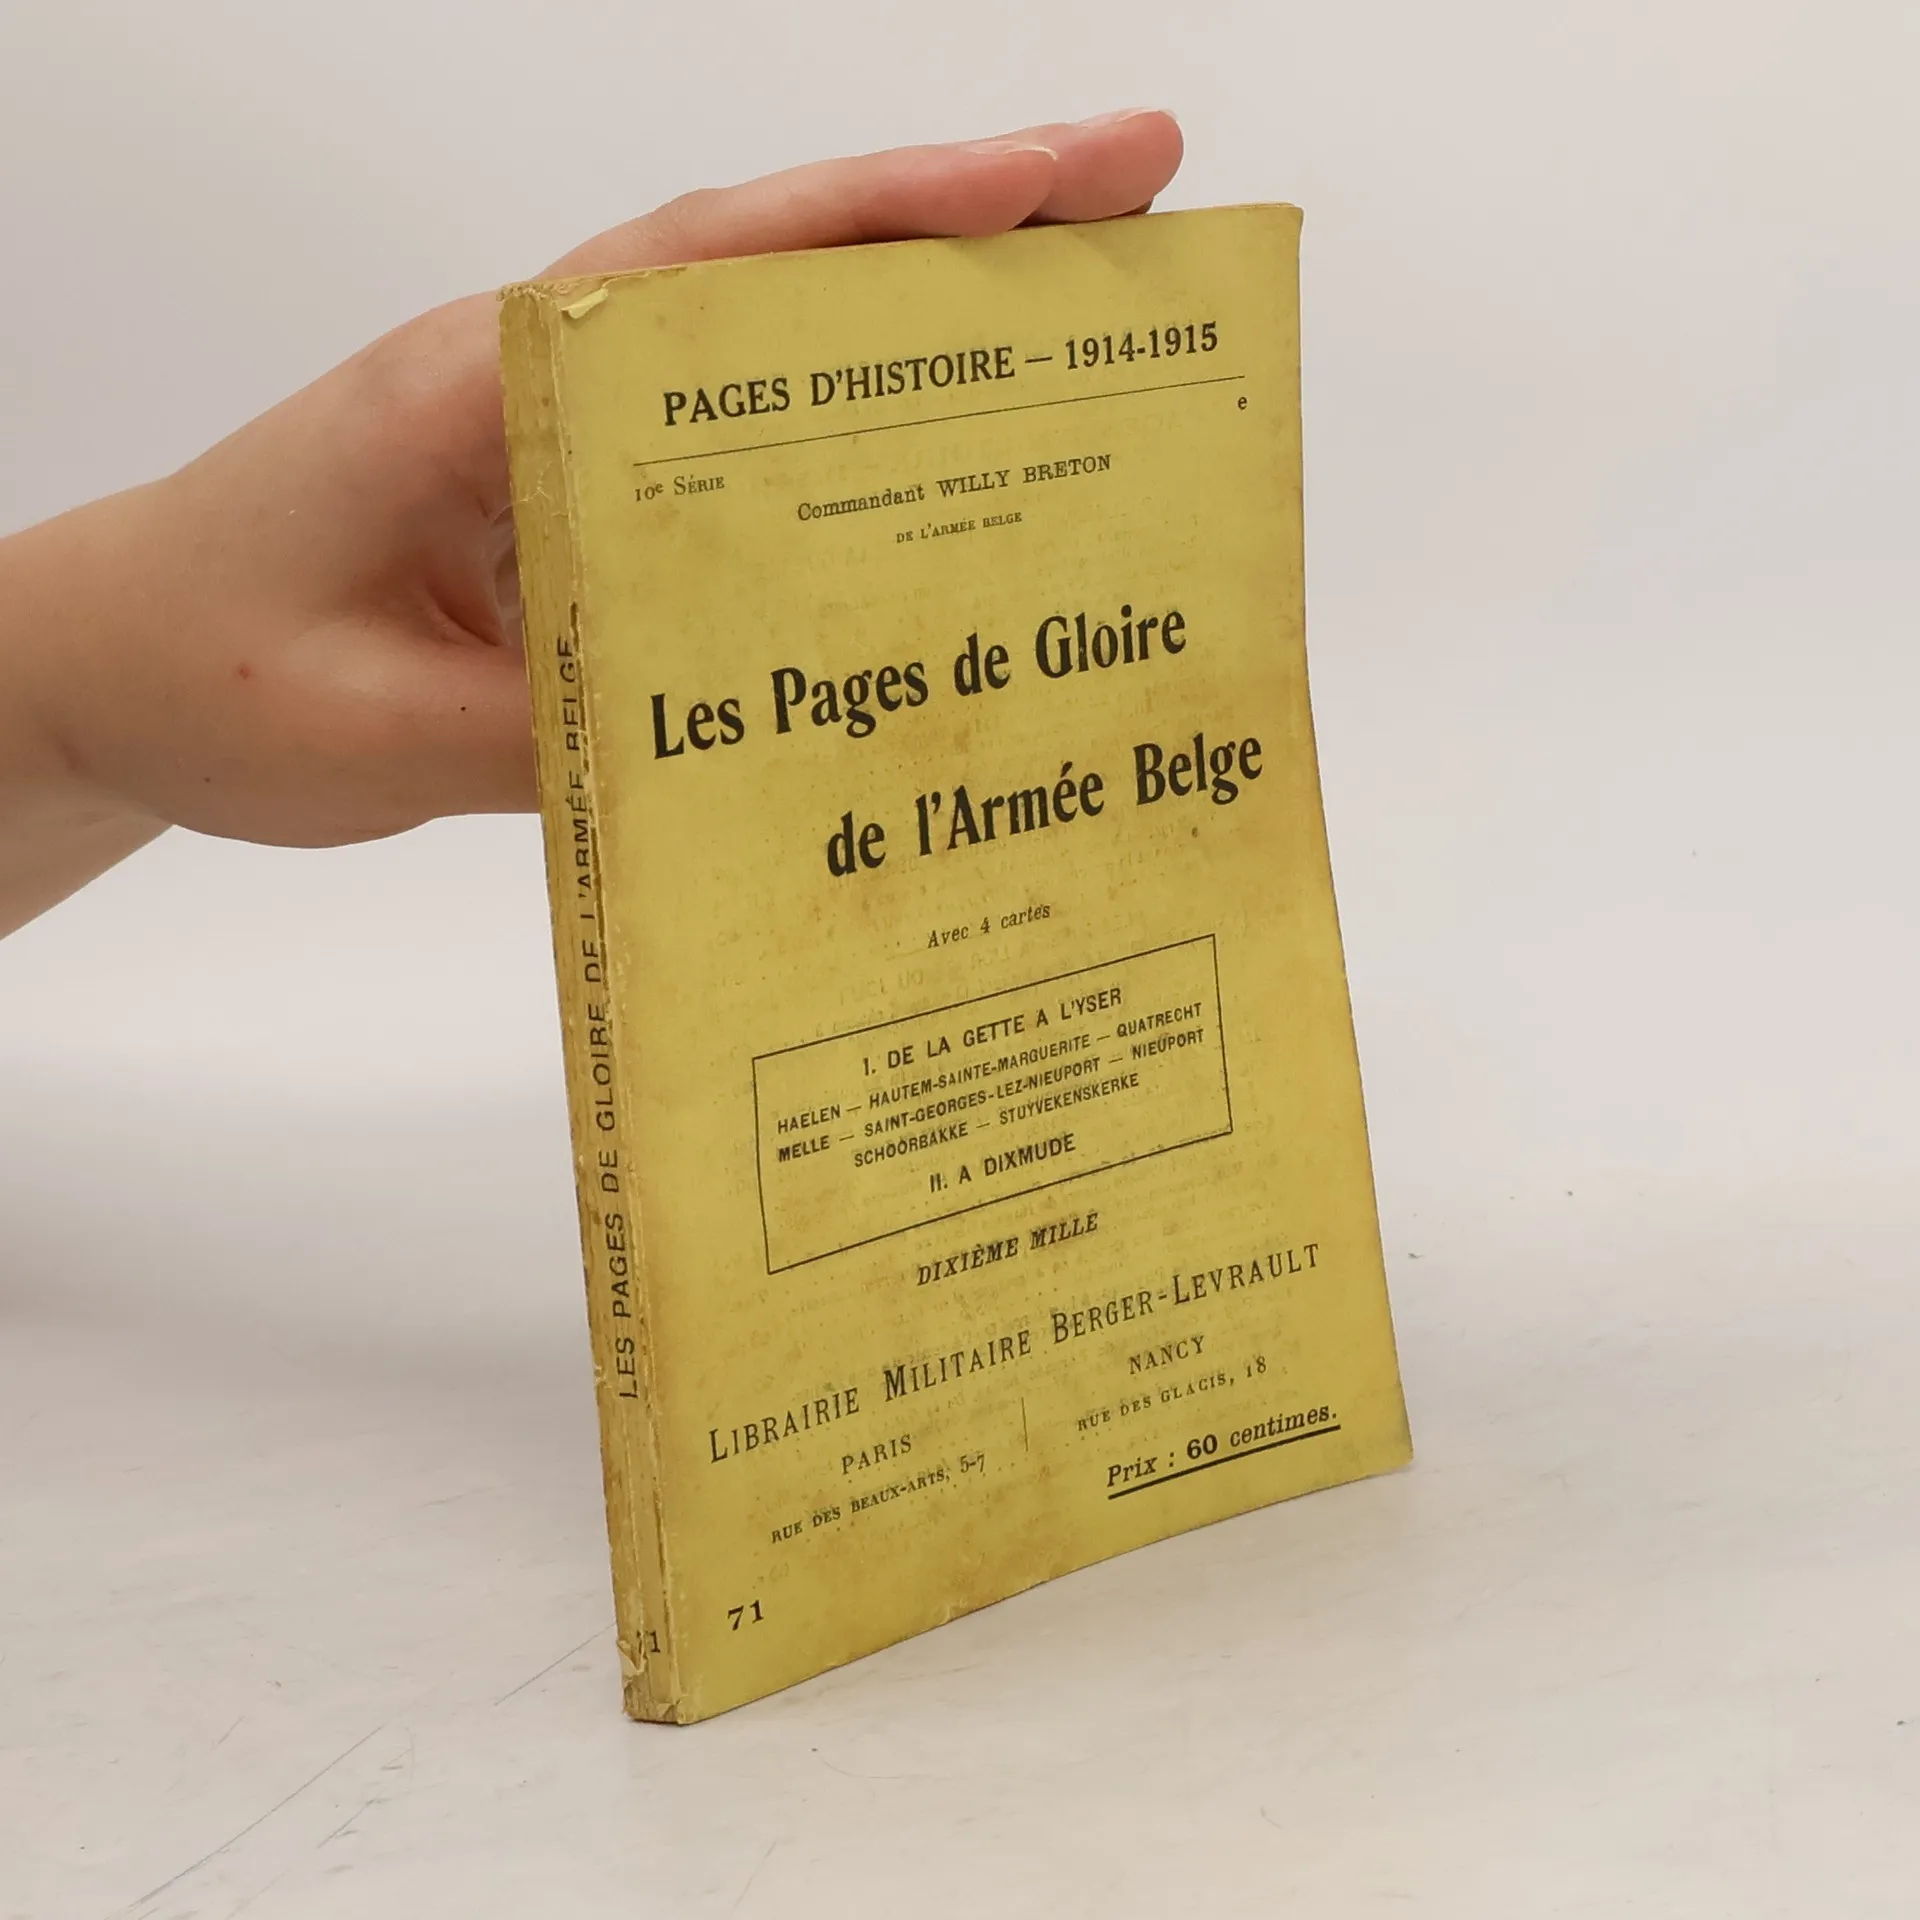 PAGES D'HISTOIRE — 1914-1915
e
10e SÉRIE
Commandant WILLY BRETON
DE L'ARMÉE BELGE
Les Pages de Gloire
de l'Armée Belge
Avec 4 cartes
I. DE LA GETTE A L'YSER
HAELEN — HAUTEM-SAINTE-MARGUERITE — QUATRECHT
MELLE — SAINT-GEORGES-LEZ-NIEUPORT — NIEUPORT
SCHOORBAKKE — STUYVEKENSKERKE
II. A DIXMUDE
DIXIÈME MILLE
LIBRAIRIE MILITAIRE BERGER-LEVRAULT
PARIS
RUE DES BEAUX-ARTS, 5-7
NANCY
RUE DES GLACIS, 18
Prix : 60 centimes.
71
LES PAGES DE GLOIRE DE L'ARMÉE BELGE
71